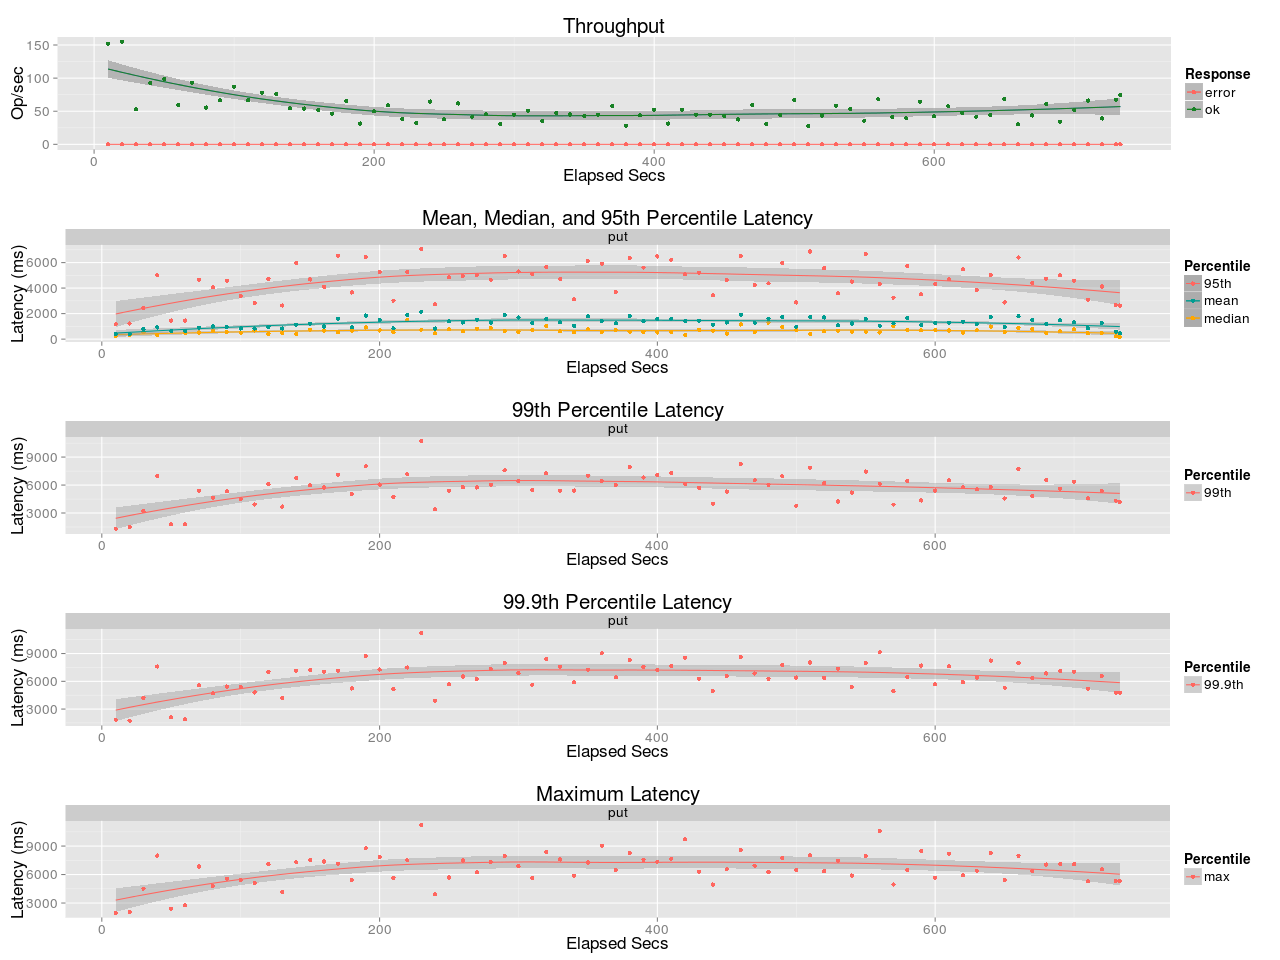 Throughput
Op/sec
150
100
50
0
0 200 400 600
Elapsed Secs
Response
error
ok
Mean, Median, and 95th Percentile Latency
put
Latency (ms)
6000
4000
2000
0
0 200 400 600
Elapsed Secs
Percentile
95th
mean
median
99th Percentile Latency
put
Latency (ms)
9000
6000
3000
0 200 400 600
Elapsed Secs
Percentile
99th
99.9th Percentile Latency
put
Latency (ms)
9000
6000
3000
0 200 400 600
Elapsed Secs
Percentile
99.9th
Maximum Latency
put
Latency (ms)
9000
6000
3000
0 200 400 600
Elapsed Secs
Percentile
max